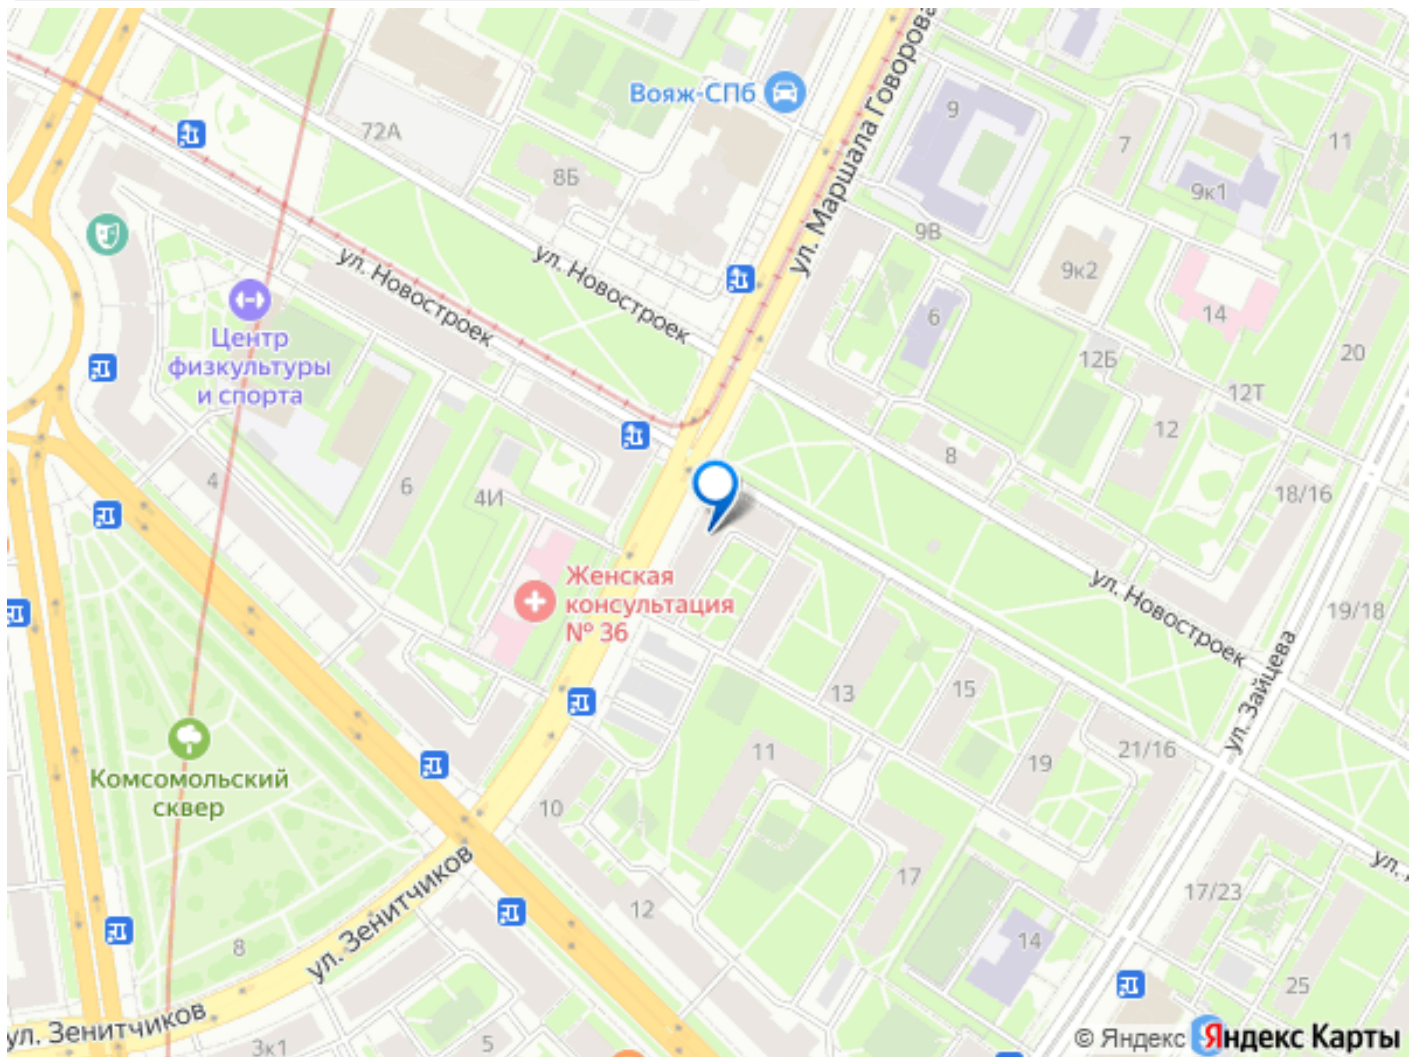 ул. Маршала Говорова
Вояж-СПб
9
7
11
72А
8Б
9к1
9В
9к2
ул. Новостроек
ул. Новостроек
6
14
Центр
физкультуры
и спорта
12Б
20
12Т
12
8
4
6
4И
18/16
Женская
консультация
№ 36
ул. Новостроек
19/18
ул. Зайцева
13
15
Комсомольский
сквер
11
19
21/16
10
17
ул.
ул. Зенитчиков
12
17/23
8
14
25
ул. Зенитчиков
3к1
5
© Яндекс
Яндекс Карты